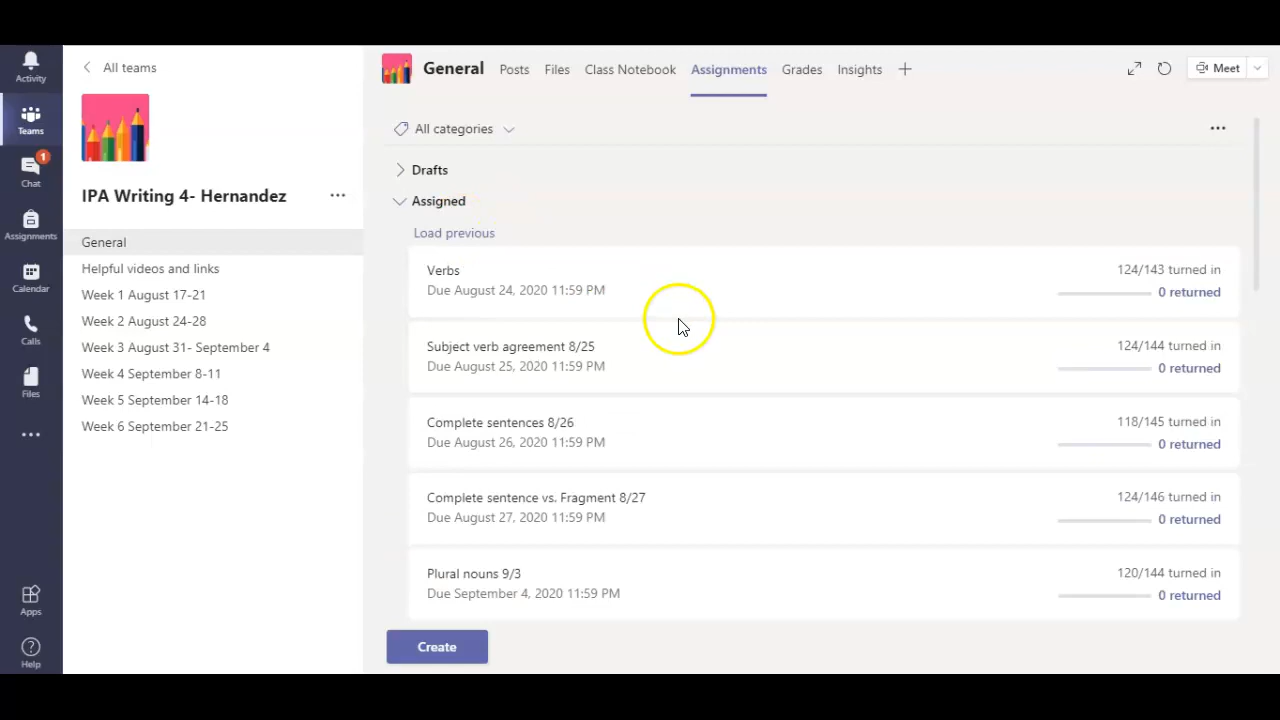 Activity
Teams
1
Chat
Assignments
Calendar
Calls
Files
Apps
Help
All teams
IPA Writing 4- Hernandez
General
Helpful videos and links
Week 1 August 17-21
Week 2 August 24-28
Week 3 August 31- September 4
Week 4 September 8-11
Week 5 September 14-18
Week 6 September 21-25
General Posts Files Class Notebook Assignments Grades Insights Meet
All categories
Drafts
Assigned
Load previous
Verbs 124/143 turned in
Due August 24, 2020 11:59 PM 0 returned
Subject verb agreement 8/25 124/144 turned in
Due August 25, 2020 11:59 PM 0 returned
Complete sentences 8/26 118/145 turned in
Due August 26, 2020 11:59 PM 0 returned
Complete sentence vs. Fragment 8/27 124/146 turned in
Due August 27, 2020 11:59 PM 0 returned
Plural nouns 9/3 120/144 turned in
Due September 4, 2020 11:59 PM 0 returned
Create